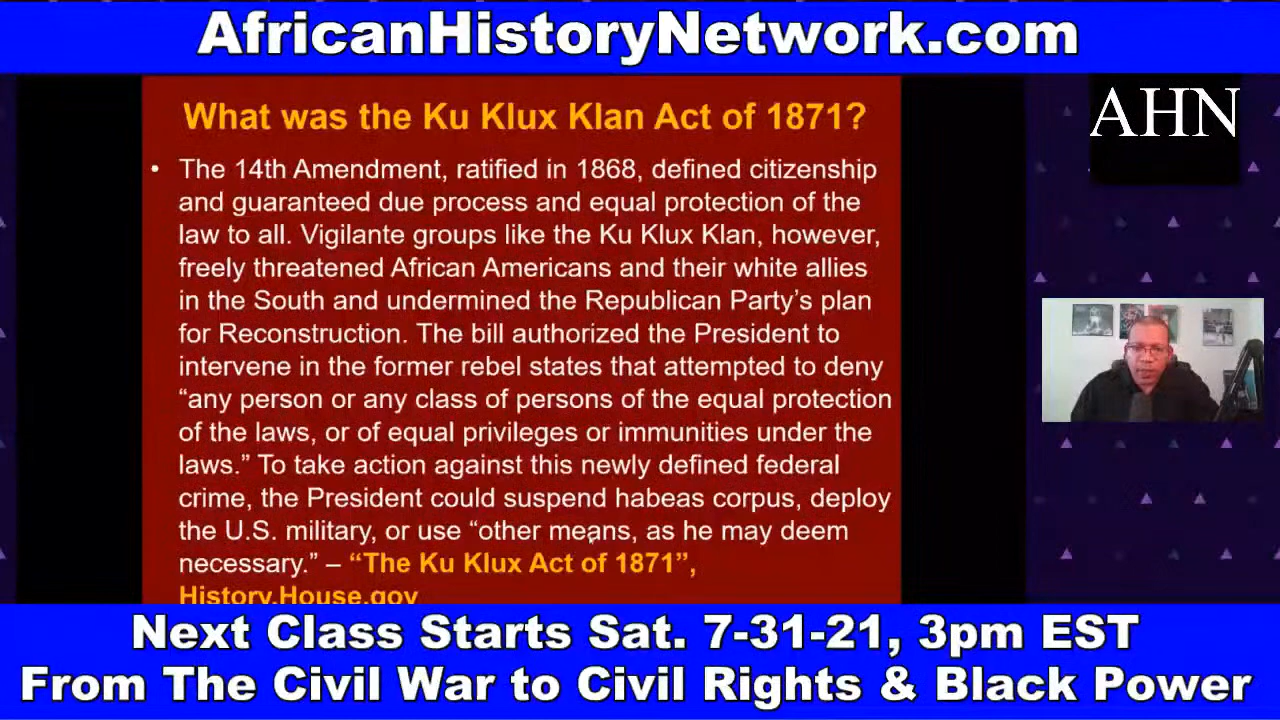 AfricanHistoryNetwork.com
AHN
What was the Ku Klux Klan Act of 1871?
• The 14th Amendment, ratified in 1868, defined citizenship
and guaranteed due process and equal protection of the
law to all. Vigilante groups like the Ku Klux Klan, however,
freely threatened African Americans and their white allies
in the South and undermined the Republican Party’s plan
for Reconstruction. The bill authorized the President to
intervene in the former rebel states that attempted to deny
“any person or any class of persons of the equal protection
of the laws, or of equal privileges or immunities under the
laws.” To take action against this newly defined federal
crime, the President could suspend habeas corpus, deploy
the U.S. military, or use “other means, as he may deem
necessary.” – “The Ku Klux Act of 1871”,
History.House.gov
Next Class Starts Sat. 7-31-21, 3pm EST
From The Civil War to Civil Rights & Black Power